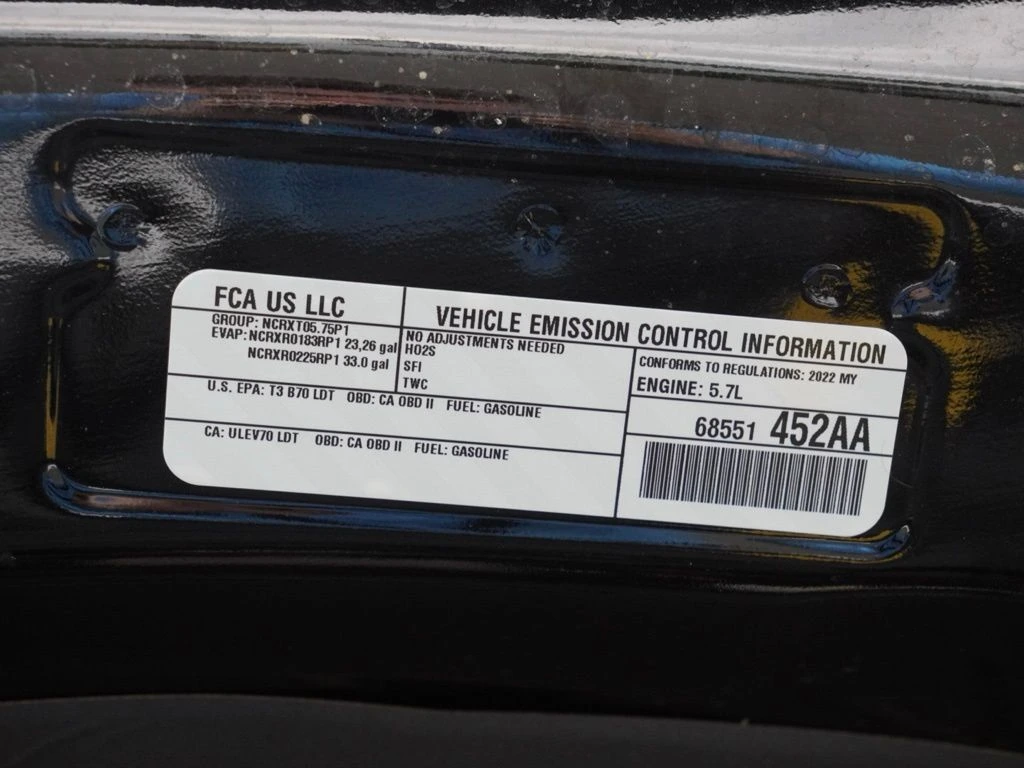 FCA US LLC
GROUP: NCRXT05.75P1
EVAP: NCRXR0183RP1 23,26 gal
NCRXR0225RP1 33.0 gal
VEHICLE EMISSION CONTROL INFORMATION
NO ADJUSTMENTS NEEDED
HO2S
SFI
TWC
CONFORMS TO REGULATIONS: 2022 MY
ENGINE: 5.7L
U.S. EPA: T3 B70 LDT OBD: CA OBD II FUEL: GASOLINE
CA: ULEV70 LDT OBD: CA OBD II FUEL: GASOLINE
68551 452AA